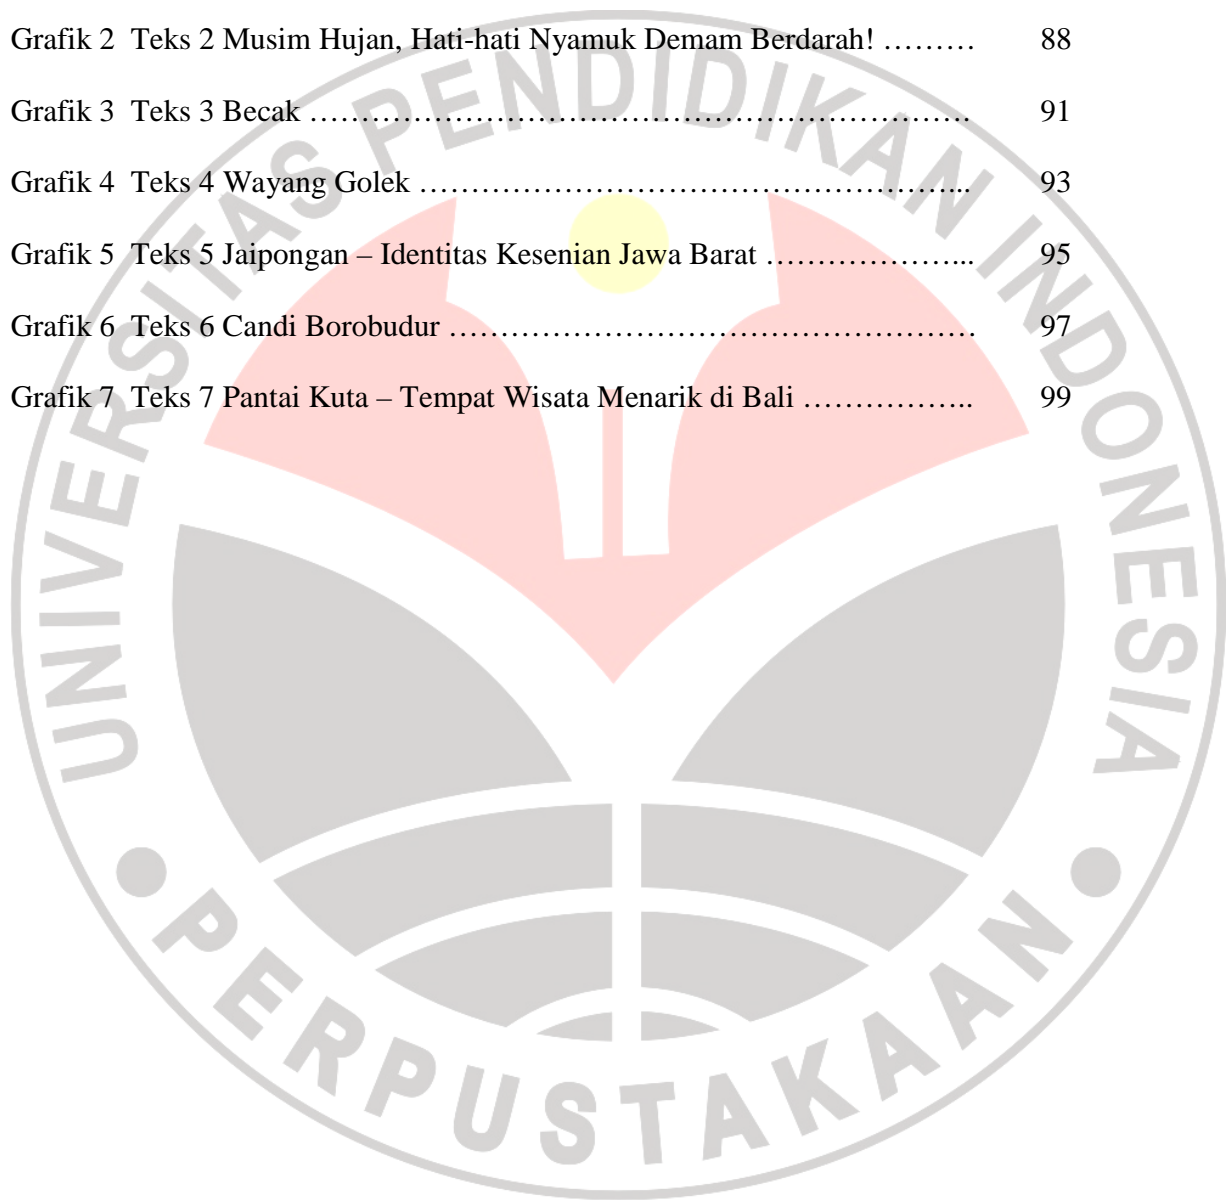 Grafik 2 Teks 2 Musim Hujan, Hati-hati Nyamuk Demam Berdarah! ……… 88
Grafik 3 Teks 3 Becak ………………………………………………………………… 91
Grafik 4 Teks 4 Wayang Golek ……………………………………………………... 93
Grafik 5 Teks 5 Jaipongan – Identitas Kesenian Jawa Barat ………………... 95
Grafik 6 Teks 6 Candi Borobudur …………………………………………………… 97
Grafik 7 Teks 7 Pantai Kuta – Tempat Wisata Menarik di Bali …………….. 99
UNIVERSITAS PENDIDIKAN INDONESIA
PERPUSTAKAAN